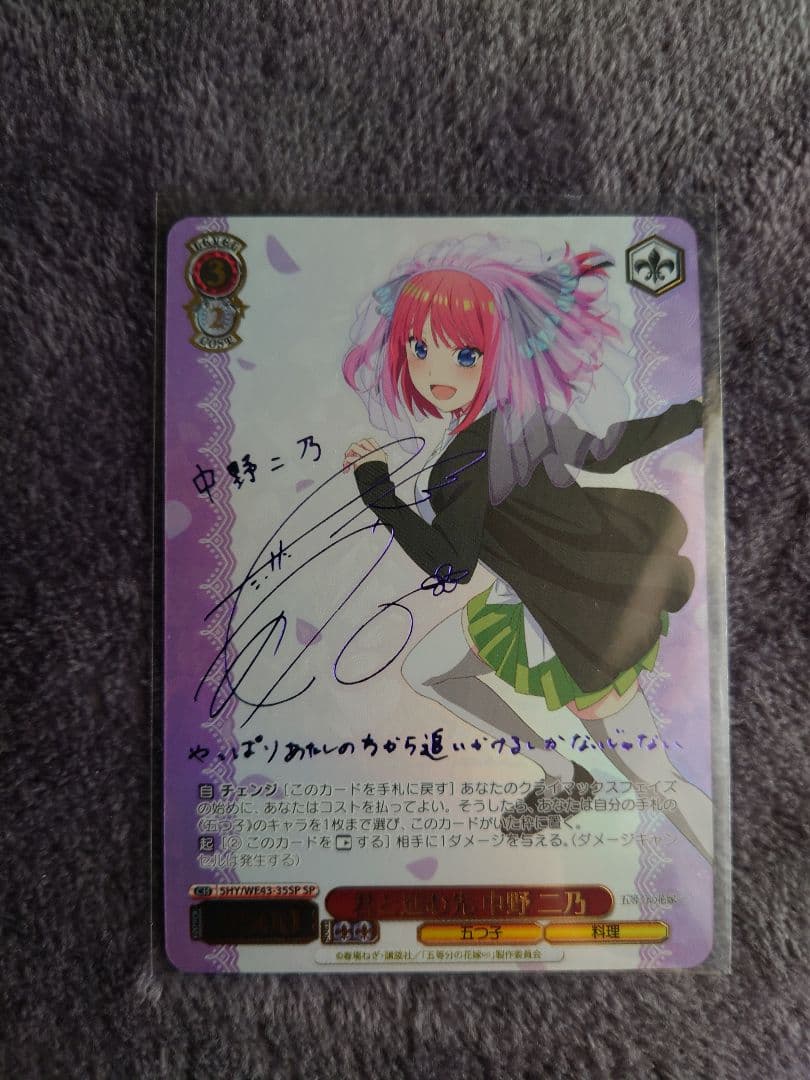 LEVEL
3
2
COST
中野二乃
やっぱりあたしの方から追いかけるしかないじゃない
自 チェンジ [このカードを手札に戻す] あなたのクライマックスフェイズ
の始めに、あなたはコストを払ってよい。そうしたら、あなたは自分の手札の
《五つ子》のキャラを1枚まで選び、このカードがいた枠に置く。
起 [② このカードを する] 相手に1ダメージを与える。(ダメージキャン
セルは発生する)
CH 5HY/WE43-35SP SP
君と進む先 中野 二乃
五等分の花嫁
五つ子 料理
©春場ねぎ・講談社/「五等分の花嫁∞」製作委員会